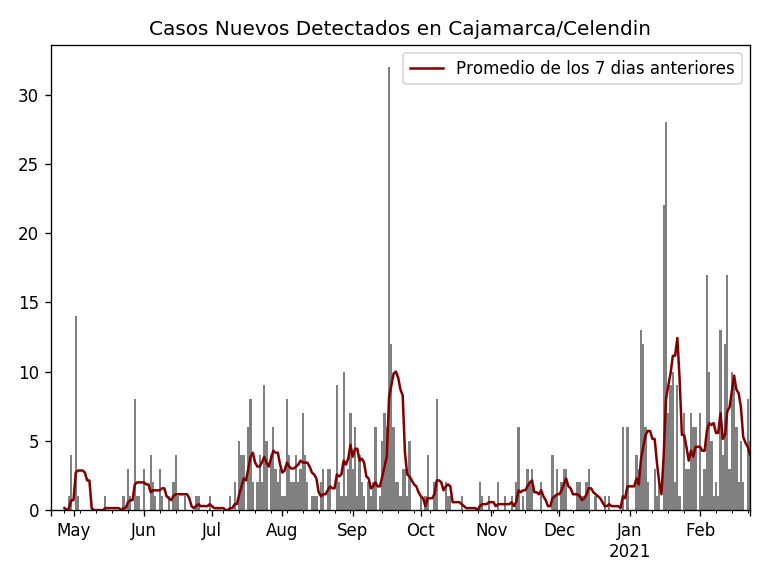 Casos Nuevos Detectados en Cajamarca/Celendin
Promedio de los 7 dias anteriores
30
25
20
15
10
5
0
May Jun Jul Aug Sep Oct Nov Dec Jan Feb
2021